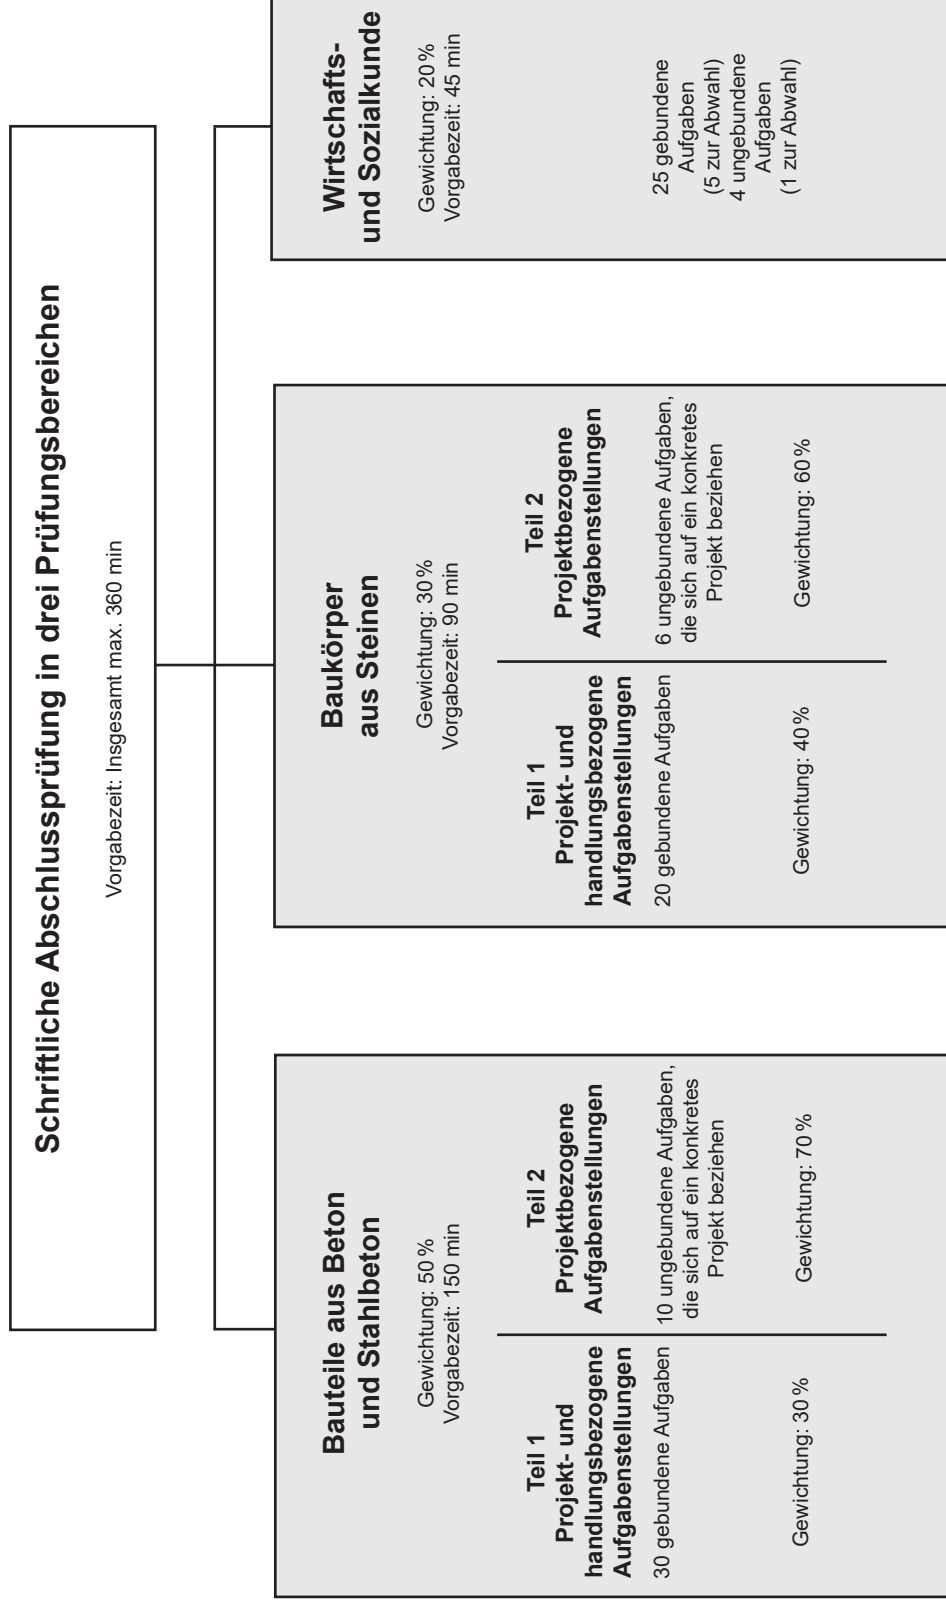 Schriftliche Abschlussprüfung in drei Prüfungsbereichen
Vorgabezeit: Insgesamt max. 360 min
Bauteile aus Beton
und Stahlbeton
Gewichtung: 50 %
Vorgabezeit: 150 min
Teil 1
Projekt- und
handlungsbezogene
Aufgabenstellungen
30 gebundene Aufgaben
Gewichtung: 30 %
Teil 2
Projektbezogene
Aufgabenstellungen
10 ungebundene Aufgaben,
die sich auf ein konkretes
Projekt beziehen
Gewichtung: 70 %
Baukörper
aus Steinen
Gewichtung: 30 %
Vorgabezeit: 90 min
Teil 1
Projekt- und
handlungsbezogene
Aufgabenstellungen
20 gebundene Aufgaben
Gewichtung: 40 %
Teil 2
Projektbezogene
Aufgabenstellungen
6 ungebundene Aufgaben,
die sich auf ein konkretes
Projekt beziehen
Gewichtung: 60 %
Wirtschafts-
und Sozialkunde
Gewichtung: 20 %
Vorgabezeit: 45 min
25 gebundene
Aufgaben
(5 zur Abwahl)
4 ungebundene
Aufgaben
(1 zur Abwahl)